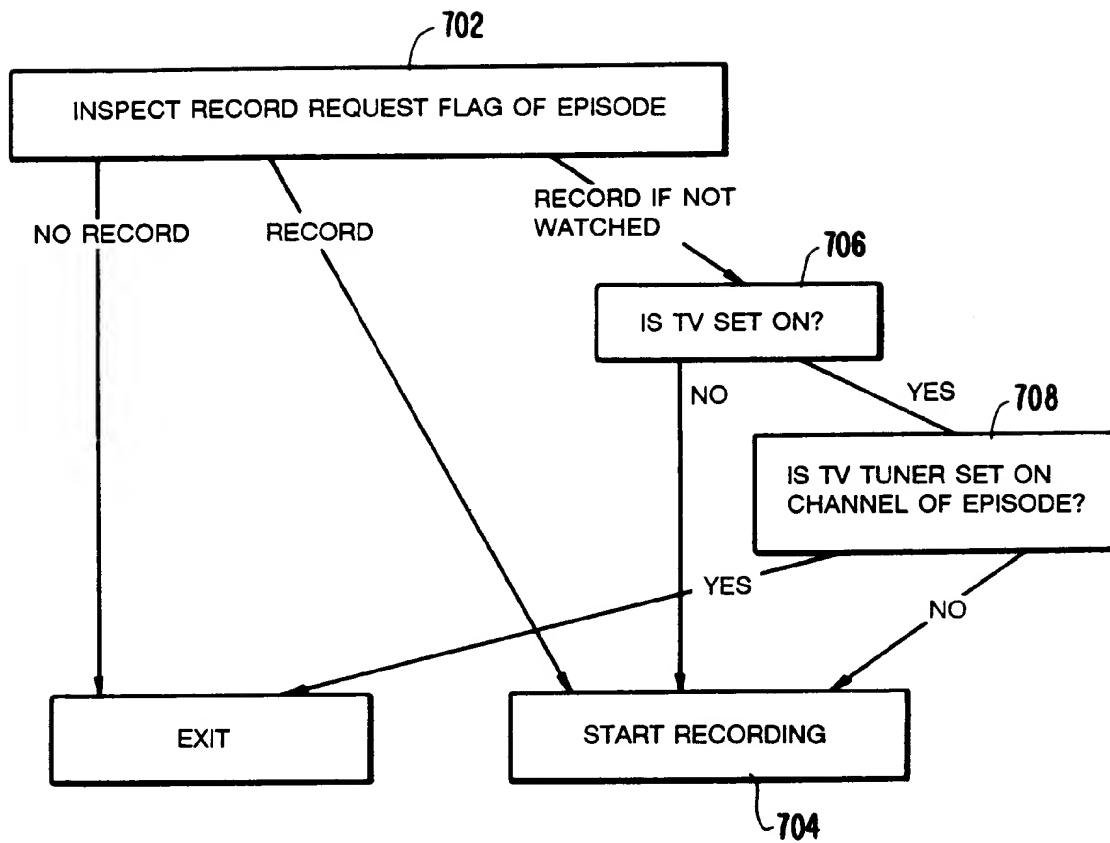 702
INSPECT RECORD REQUEST FLAG OF EPISODE
NO RECORD
RECORD
RECORD IF NOT
WATCHED
706
IS TV SET ON?
NO
YES
708
IS TV TUNER SET ON
CHANNEL OF EPISODE?
YES
NO
EXIT
START RECORDING
704